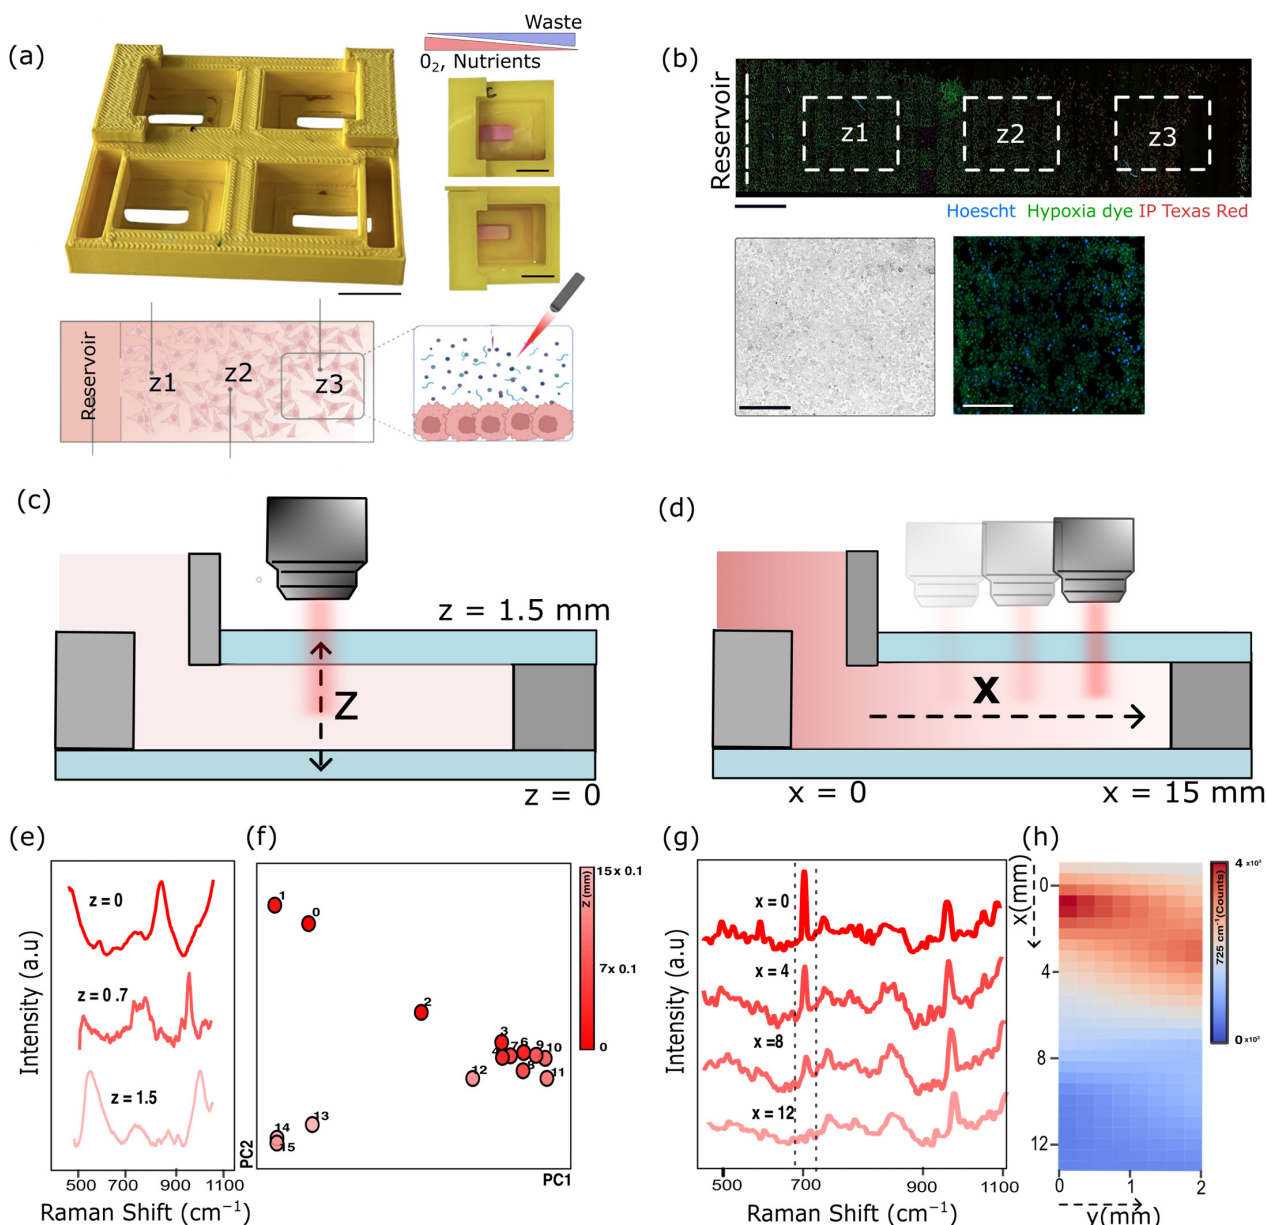 (a)
Waste
0₂, Nutrients
Reservoir
z1
z2
z3
(b)
Reservoir
z1
z2
z3
Hoescht Hypoxia dye IP Texas Red
(c)
z = 1.5 mm
z
z = 0
(d)
x
x = 0
x = 15 mm
(e)
Intensity (a.u)
z = 0
z = 0.7
z = 1.5
500 700 900 1100
Raman Shift (cm⁻¹)
(f)
1
0
2
3
7 6 9 10
8
12
11
13
14
15
PC2
PC1
z (mm)
15 x 0.1
7x 0.1
0
(g)
Intensity (a.u)
x = 0
x = 4
x =8
x = 12
500 700 900 1100
Raman Shift (cm⁻¹)
(h)
x(mm)
0
4
8
12
0 1 2
y(mm)
725 cm⁻¹(Counts)
4 x10³
0 x10³